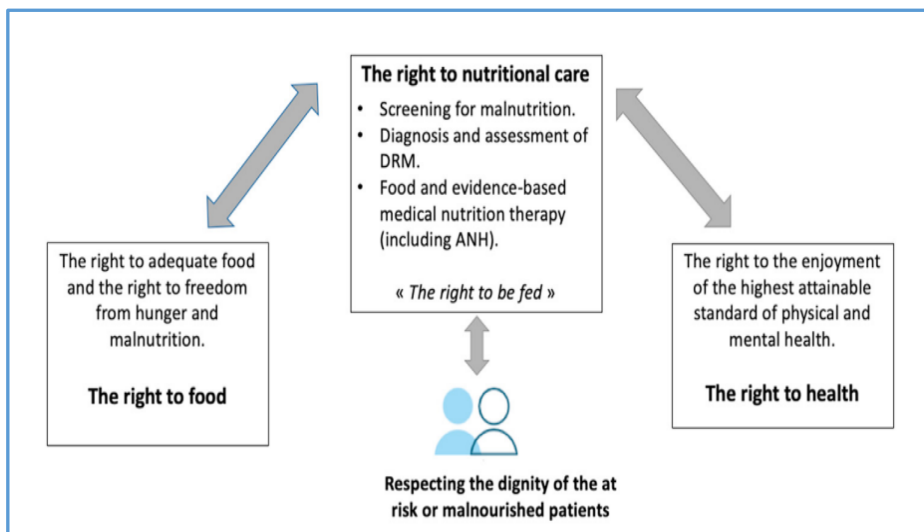 The right to nutritional care
• Screening for malnutrition.
• Diagnosis and assessment of
DRM.
• Food and evidence-based
medical nutrition therapy
(including ANH).
« The right to be fed »
The right to adequate food
and the right to freedom
from hunger and
malnutrition.
The right to food
The right to the enjoyment
of the highest attainable
standard of physical and
mental health.
The right to health
Respecting the dignity of the at
risk or malnourished patients